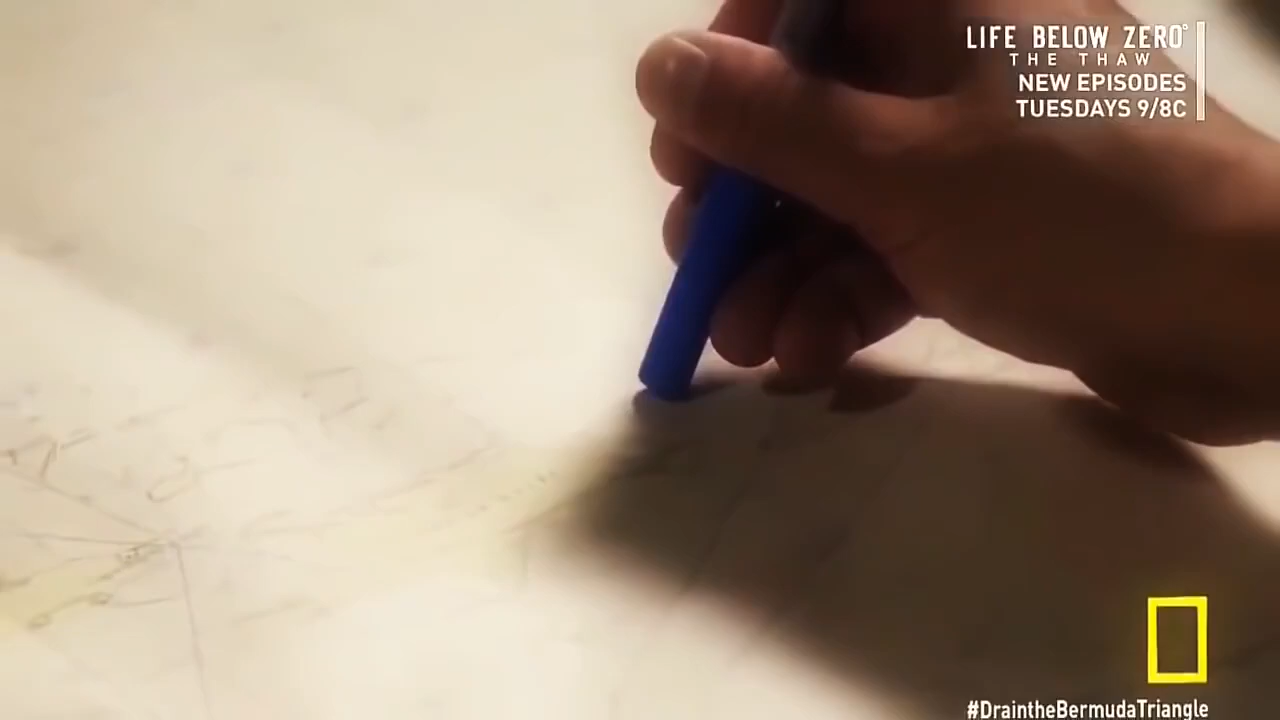 LIFE BELOW ZERO°
THE THAW
NEW EPISODES
TUESDAYS 9/8C
#DraintheBermudaTriangle